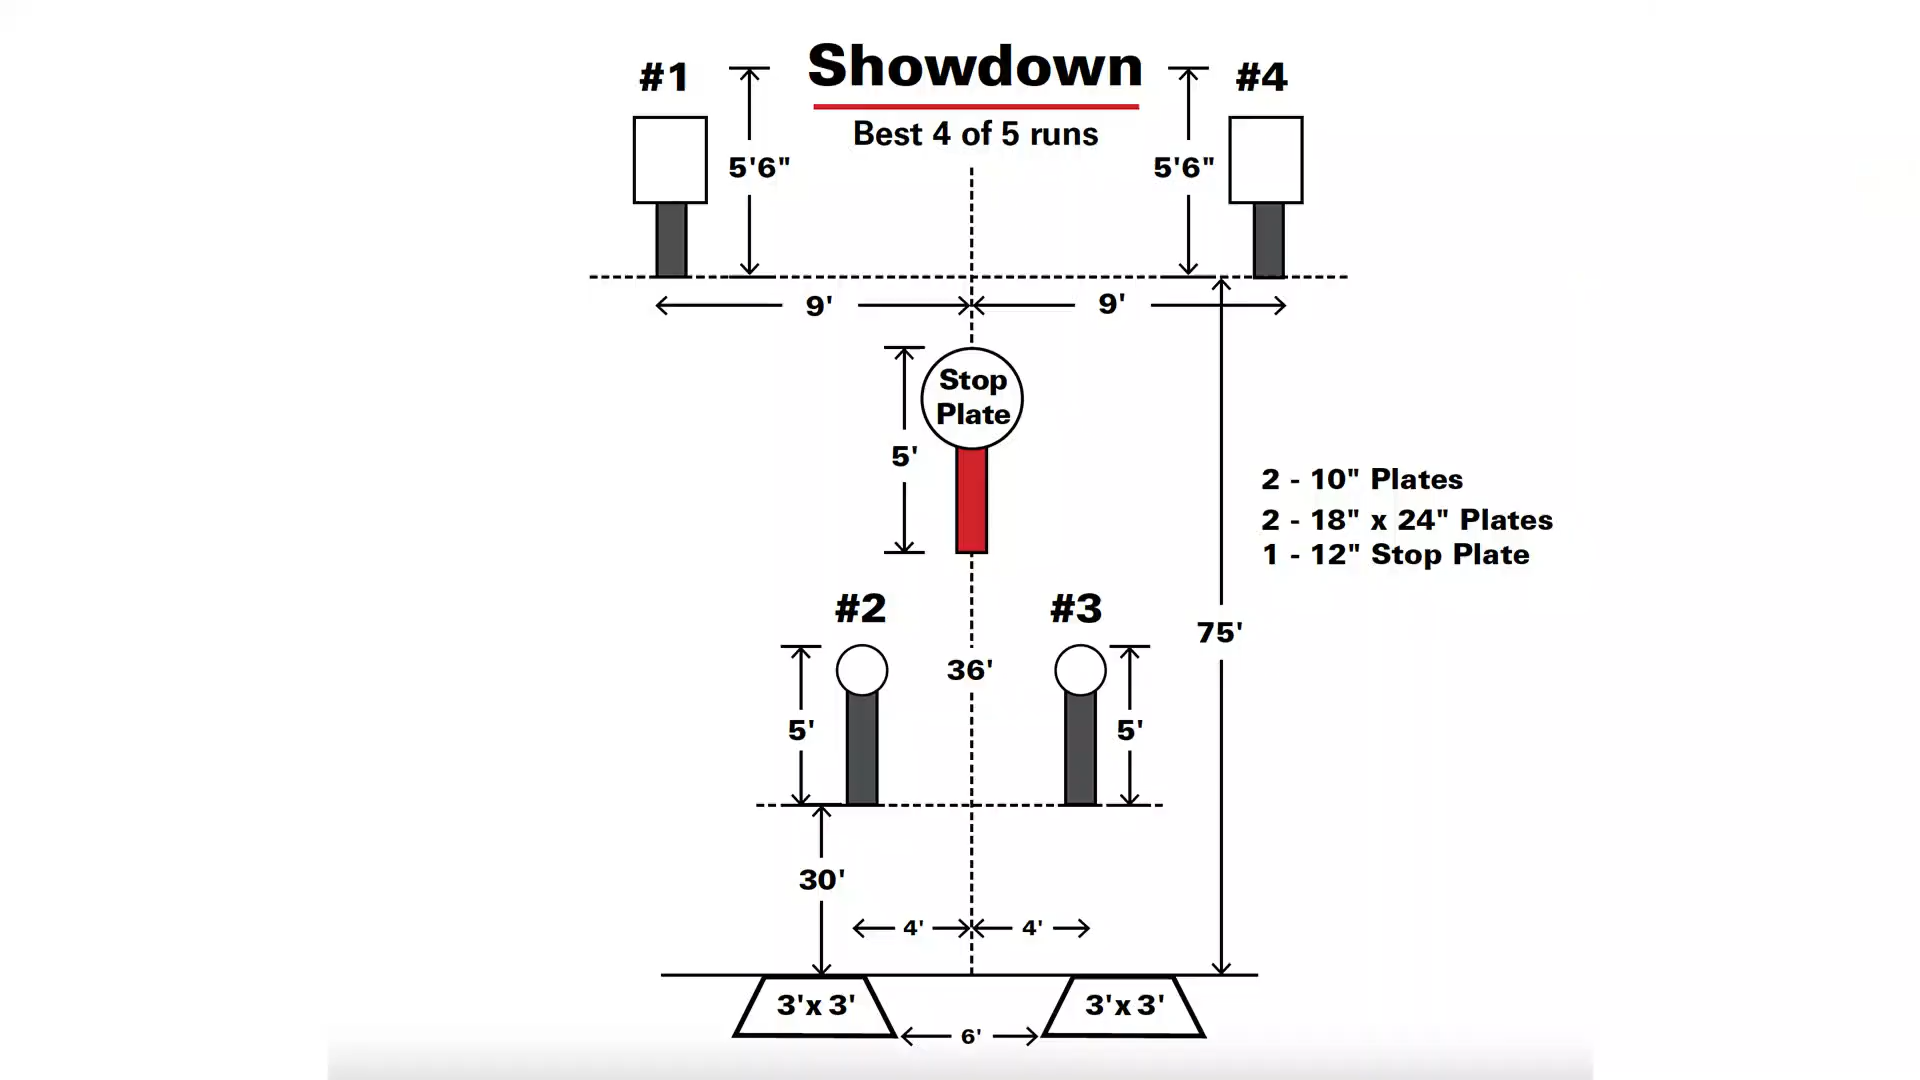 Showdown
#1
#4
Best 4 of 5 runs
5'6"
5'6"
9'
9'
Stop
Plate
5'
2 - 10" Plates
2 - 18" x 24" Plates
1 - 12" Stop Plate
#2
#3
75'
36'
5'
5'
30'
4'
4'
3'x 3'
3'x 3'
6'